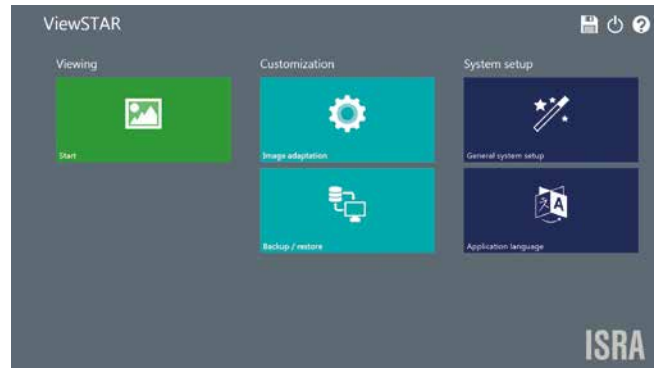 ViewSTAR
Viewing
Customization
System setup
Start
Image adaptation
General system setup
Backup / restore
Application language
ISRA